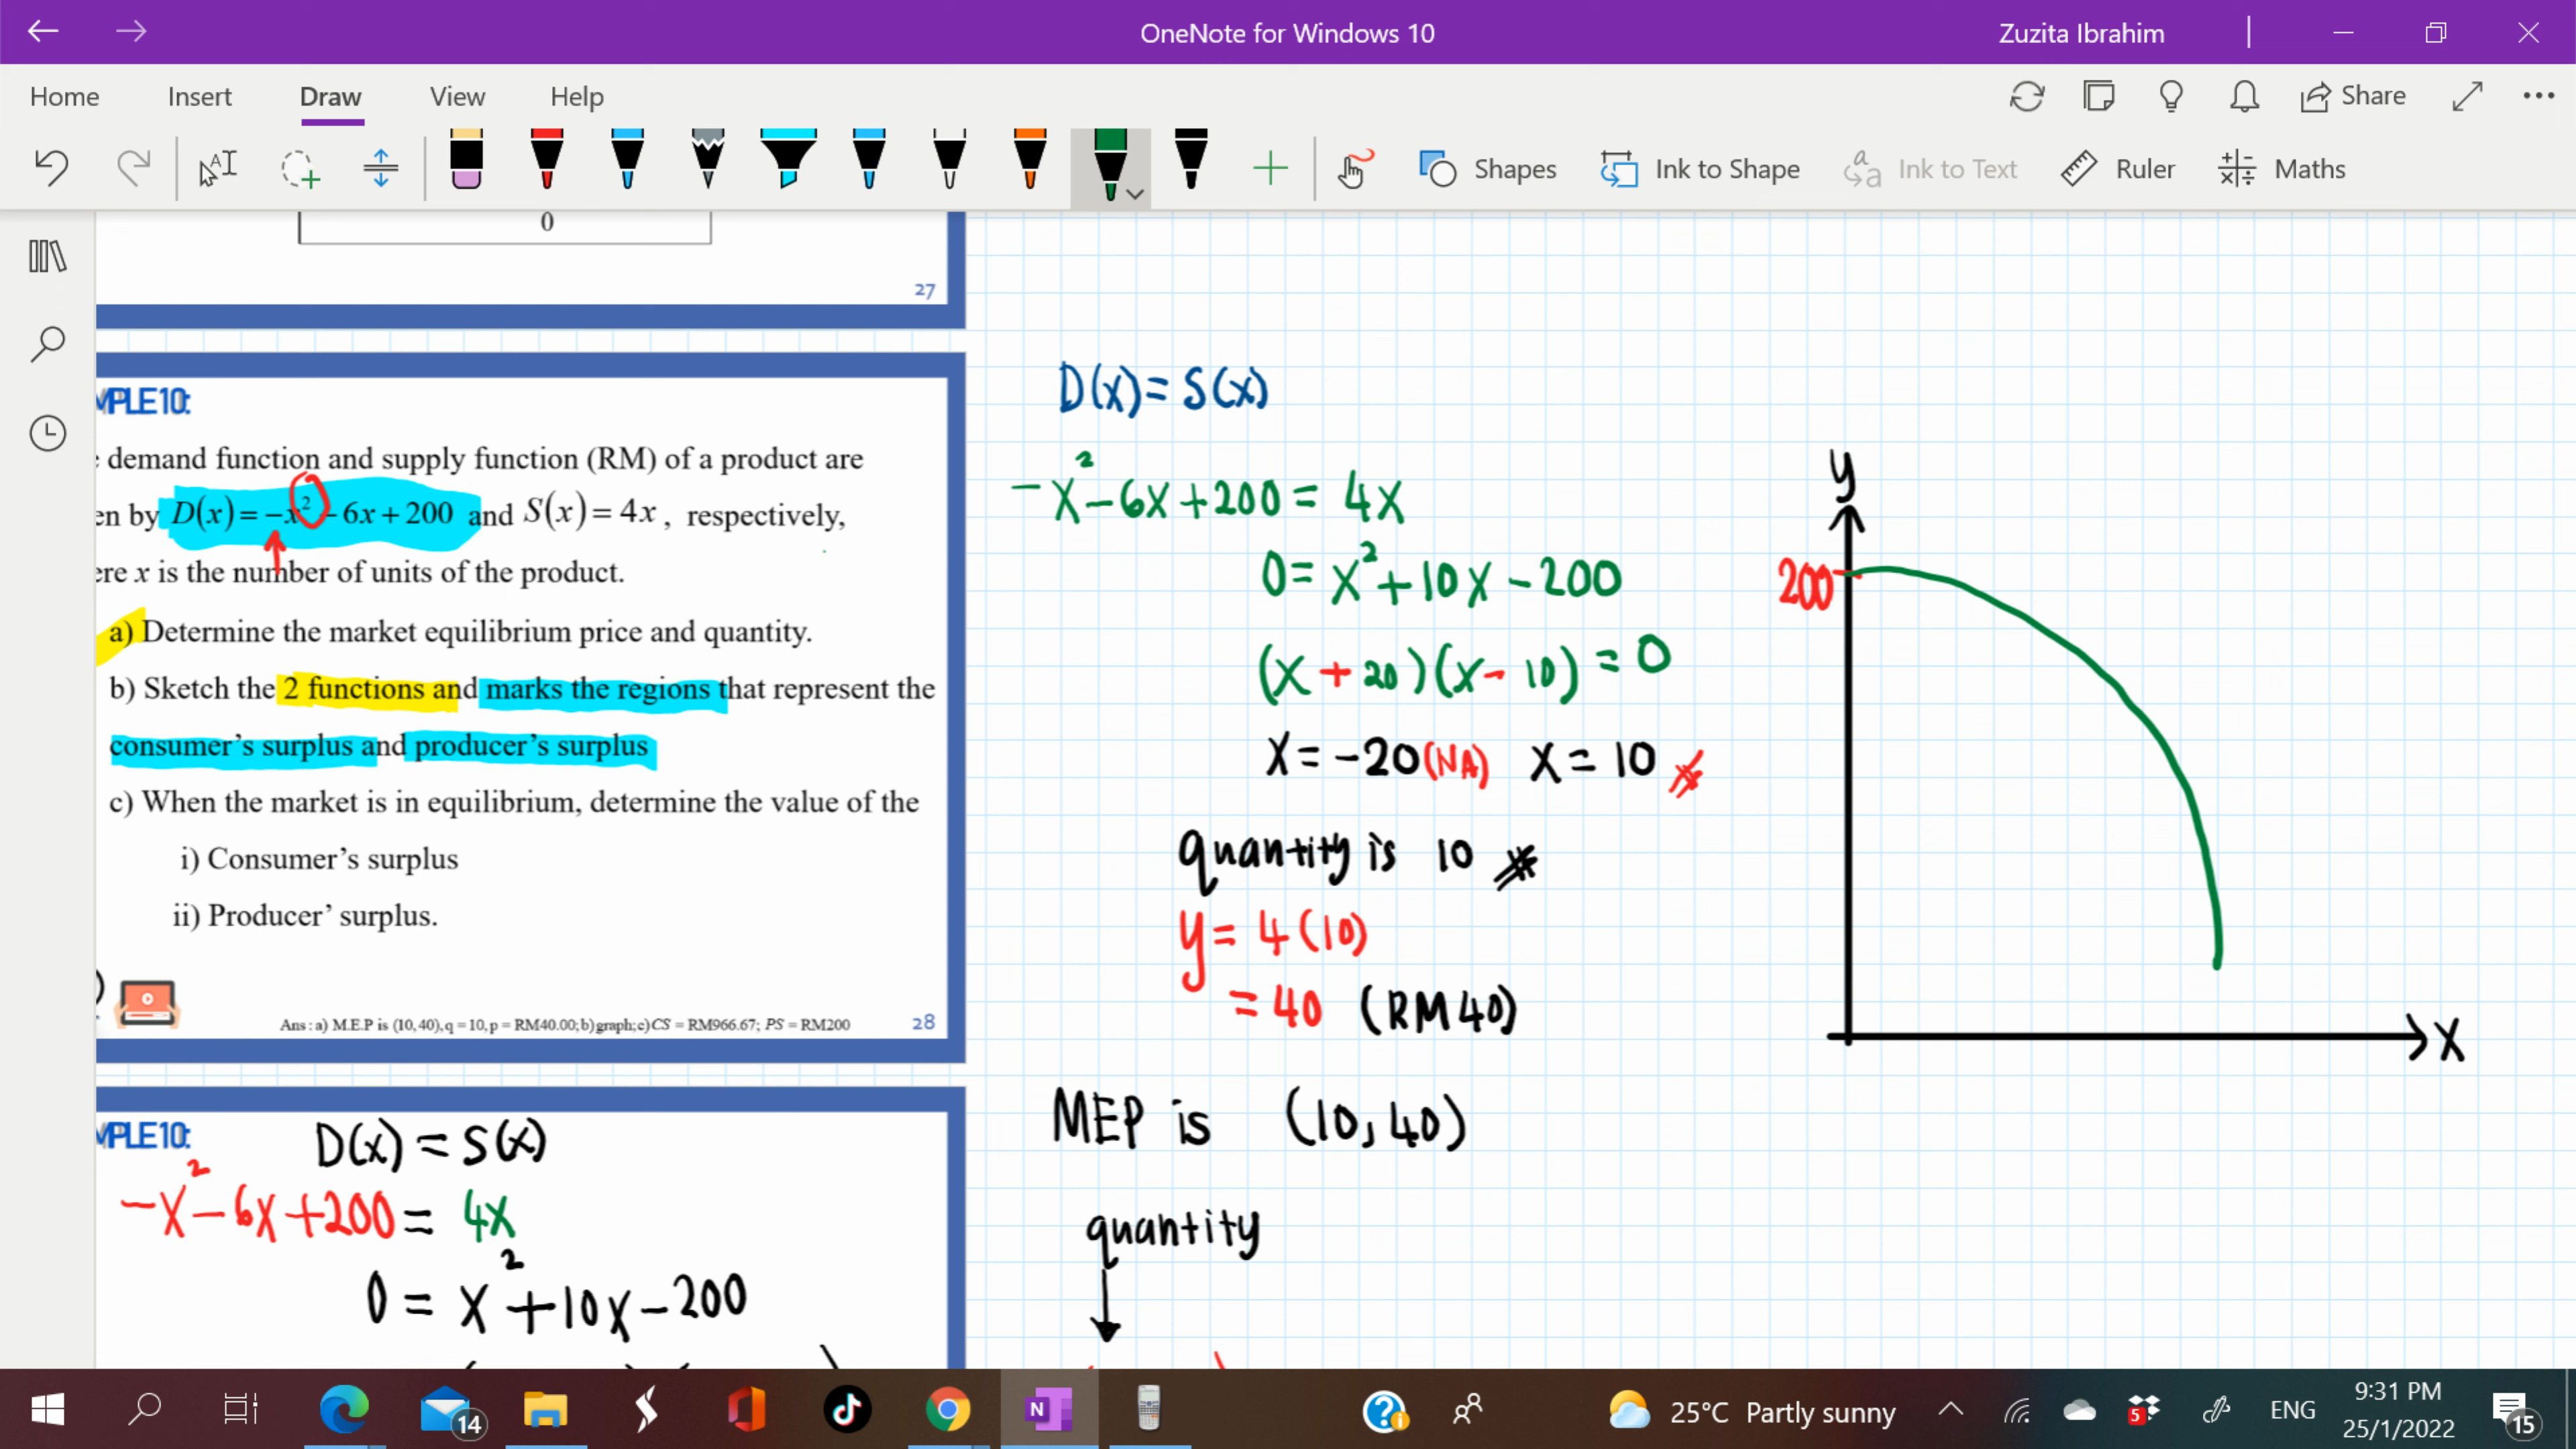 OneNote for Windows 10
Zuzita Ibrahim
Home Insert Draw View Help
Share
Shapes Ink to Shape Ink to Text Ruler Maths
0
27
MPLE 10:
demand function and supply function (RM) of a product are
en by D(x) = -x² - 6x + 200 and S(x) = 4x , respectively,
ere x is the number of units of the product.
a) Determine the market equilibrium price and quantity.
b) Sketch the 2 functions and marks the regions that represent the
consumer's surplus and producer's surplus
c) When the market is in equilibrium, determine the value of the
i) Consumer's surplus
ii) Producer' surplus.
Ans : a) M.E.P is (10, 40), q = 10, p = RM40.00; b) graph; c) CS = RM966.67; PS = RM200
28
MPLE 10:
D(x) = S(x)
-x² - 6x + 200 = 4x
0 = x² + 10x - 200
D(x) = S(x)
-x² - 6x + 200 = 4x
0 = x² + 10x - 200
(x + 20)(x - 10) = 0
x = -20 (NA) x = 10
quantity is 10
y = 4(10)
= 40 (RM40)
MEP is (10, 40)
quantity
y
200
x
14
N
25°C Partly sunny
5
ENG
9:31 PM
25/1/2022
15